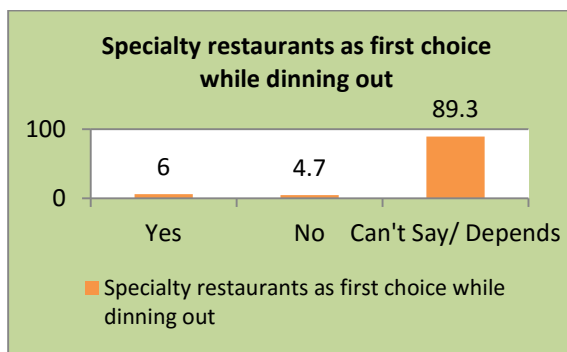 Specialty restaurants as first choice
while dinning out
89.3
100
6
4.7
0
Yes
No
Can't Say/ Depends
Specialty restaurants as first choice while
dinning out